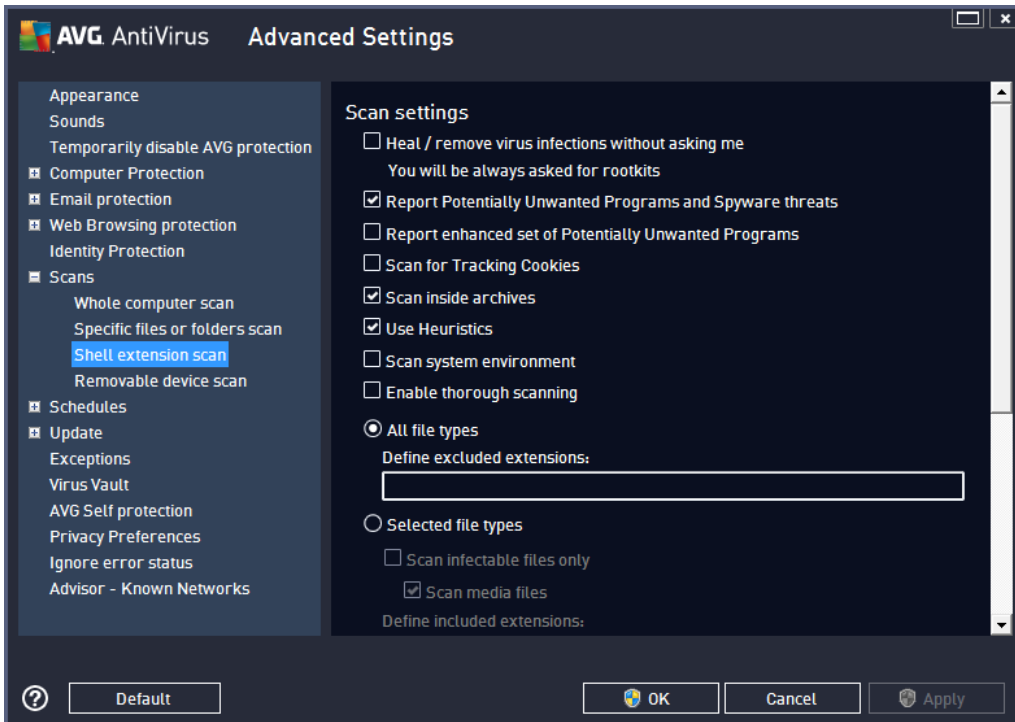 AVG AntiVirus Advanced Settings
Appearance
Sounds
Temporarily disable AVG protection
Computer Protection
Email protection
Web Browsing protection
Identity Protection
Scans
Whole computer scan
Specific files or folders scan
Shell extension scan
Removable device scan
Schedules
Update
Exceptions
Virus Vault
AVG Self protection
Privacy Preferences
Ignore error status
Advisor - Known Networks
Scan settings
Heal / remove virus infections without asking me
You will be always asked for rootkits
Report Potentially Unwanted Programs and Spyware threats
Report enhanced set of Potentially Unwanted Programs
Scan for Tracking Cookies
Scan inside archives
Use Heuristics
Scan system environment
Enable thorough scanning
All file types
Define excluded extensions:
Selected file types
Scan infectable files only
Scan media files
Define included extensions:
? Default OK Cancel Apply